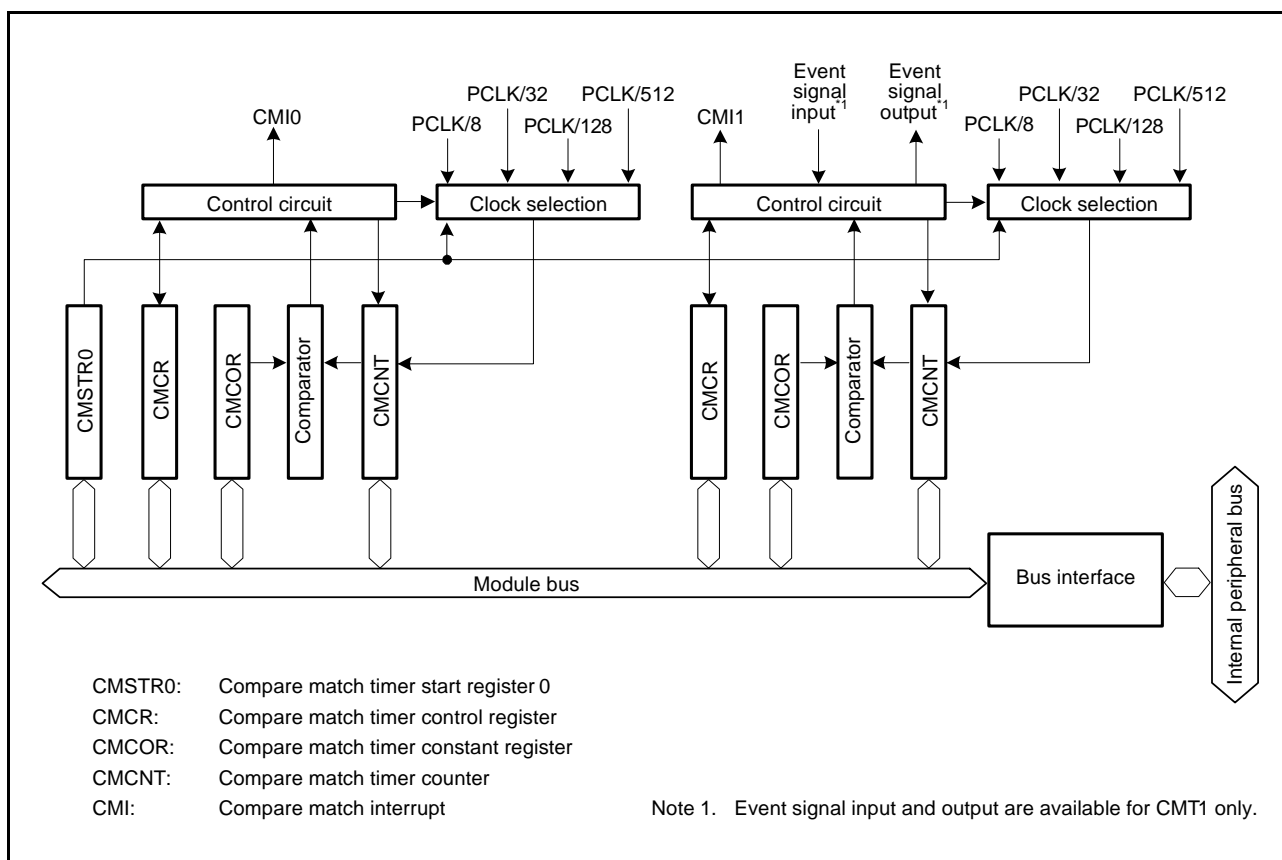 CMI0
PCLK/8
PCLK/32
PCLK/128
PCLK/512
CMI1
Event
signal
input*1
Event
signal
output*1
PCLK/8
PCLK/32
PCLK/128
PCLK/512
Control circuit
Clock selection
Control circuit
Clock selection
CMSTR0
CMCR
CMCOR
Comparator
CMCNT
CMCR
CMCOR
Comparator
CMCNT
Module bus
Bus interface
Internal peripheral bus
CMSTR0: Compare match timer start register 0
CMCR: Compare match timer control register
CMCOR: Compare match timer constant register
CMCNT: Compare match timer counter
CMI: Compare match interrupt
Note 1. Event signal input and output are available for CMT1 only.